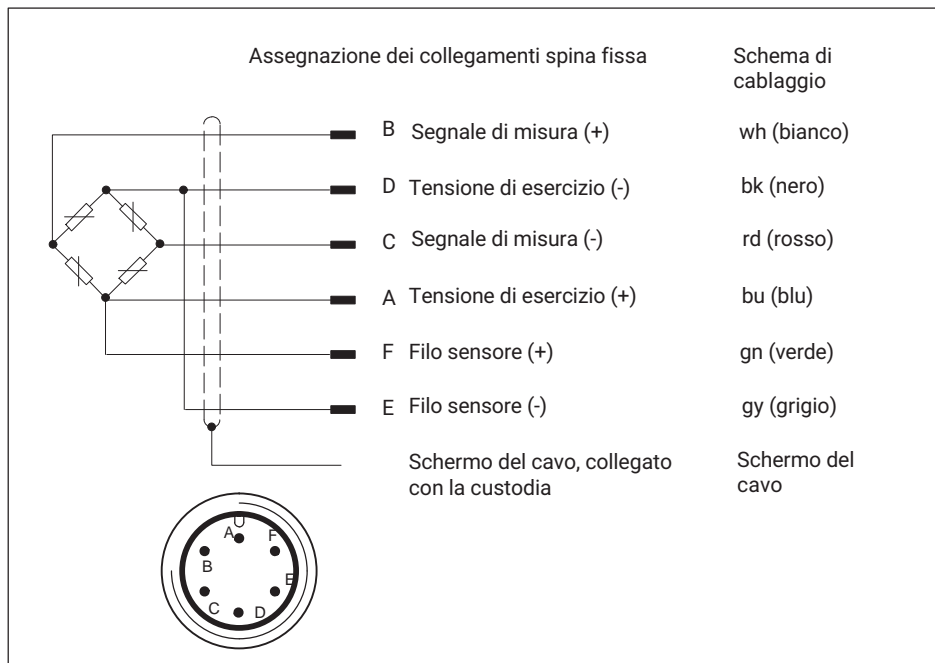 Assegnazione dei collegamenti spina fissa
Schema di
cablaggio
B Segnale di misura (+) wh (bianco)
D Tensione di esercizio (-) bk (nero)
C Segnale di misura (-) rd (rosso)
A Tensione di esercizio (+) bu (blu)
F Filo sensore (+) gn (verde)
E Filo sensore (-) gy (grigio)
Schermo del cavo, collegato
con la custodia
Schermo del
cavo
A F
B E
C D